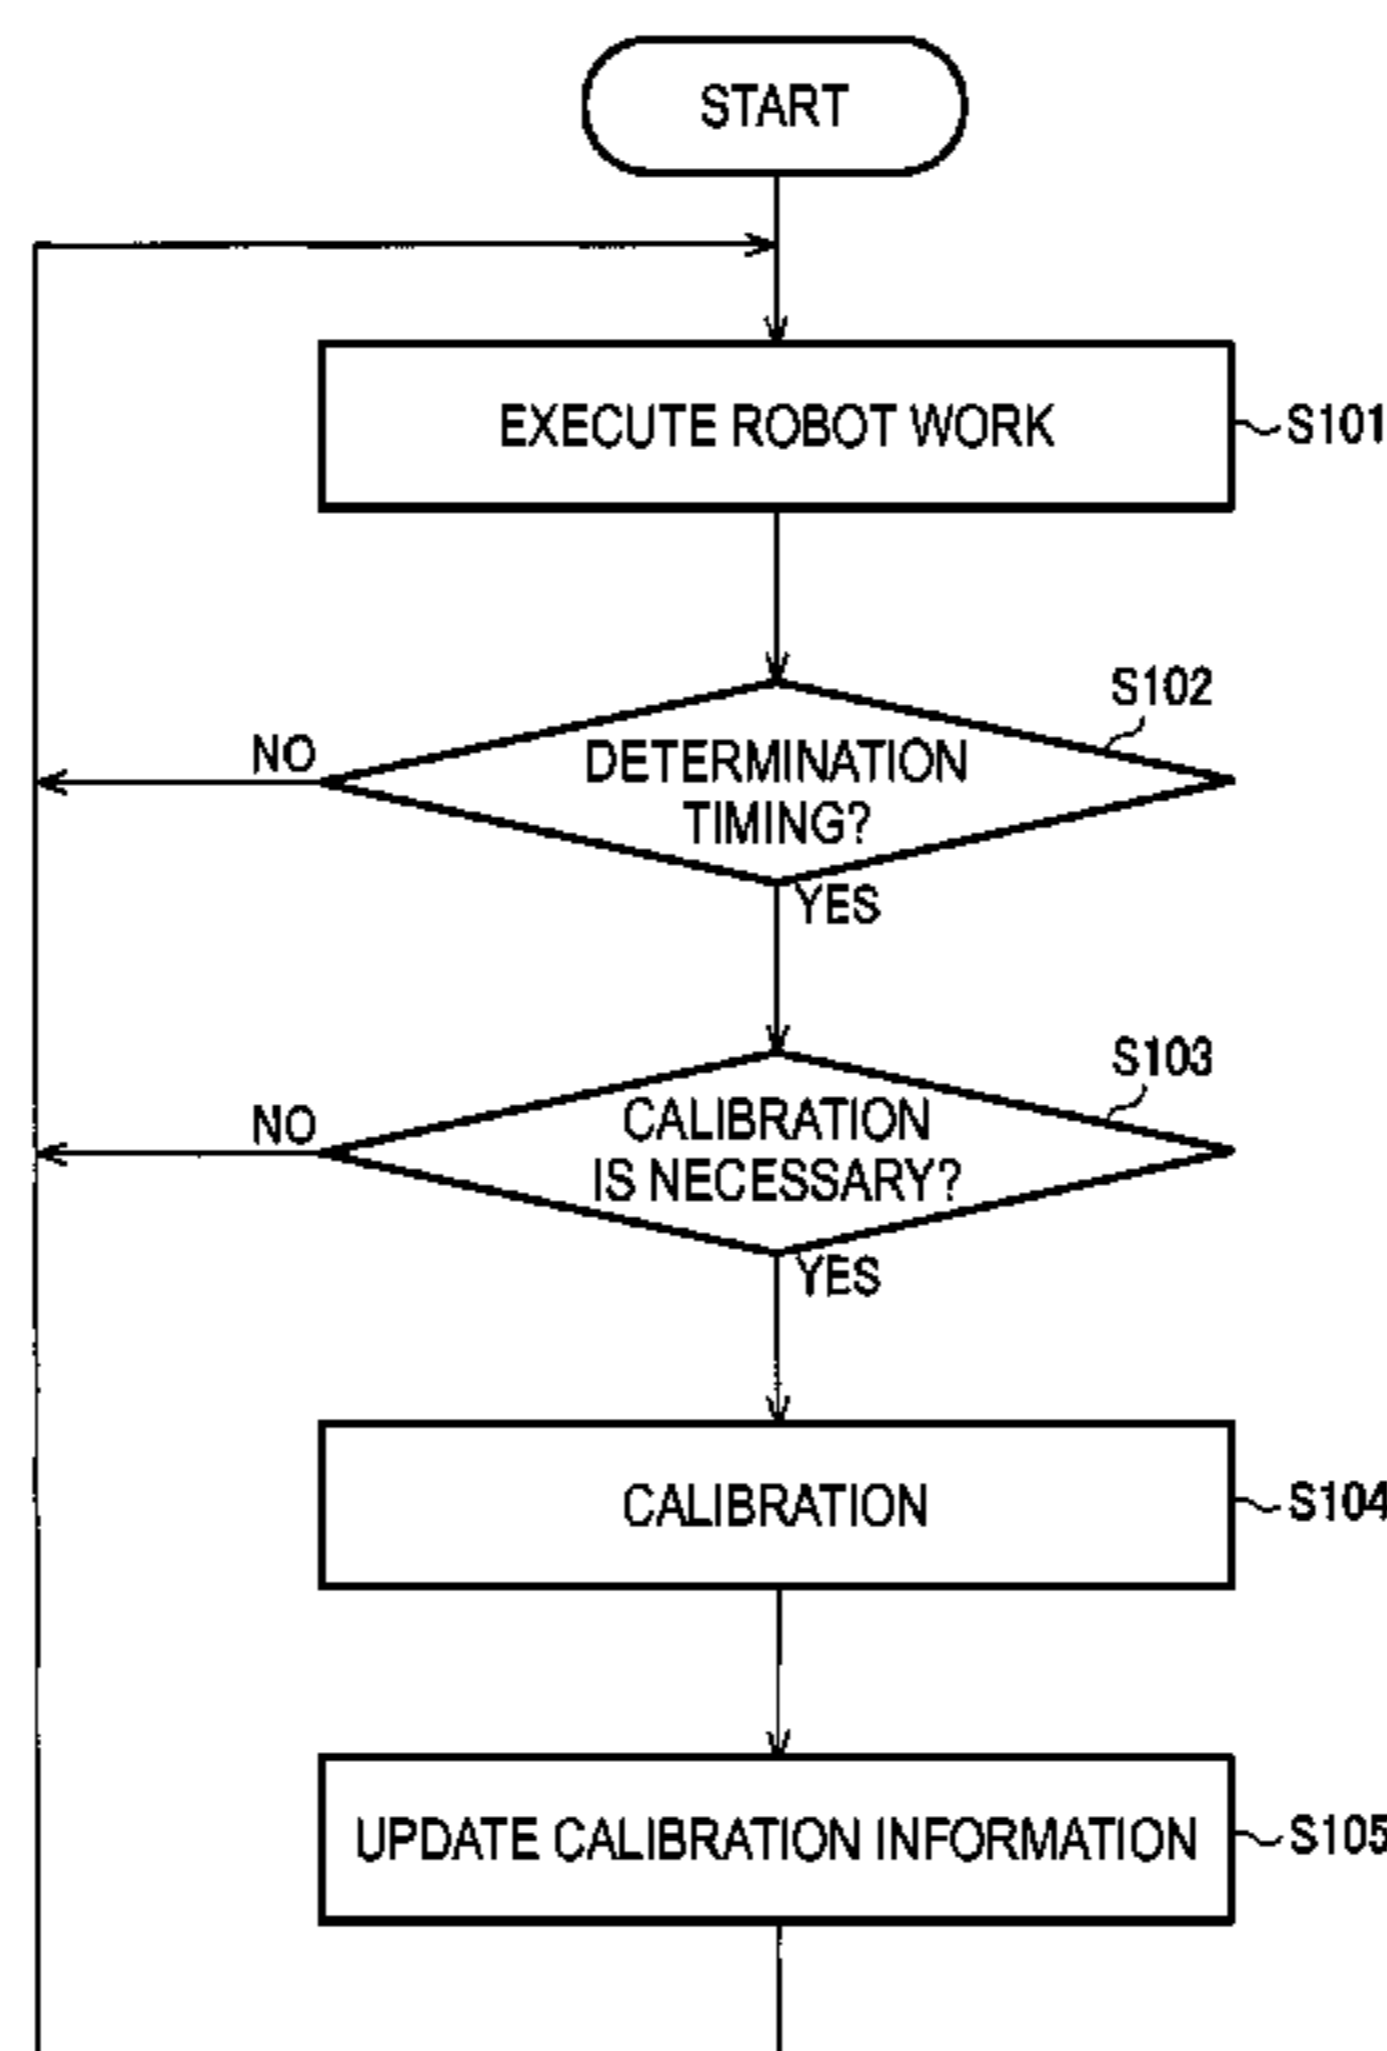 START
EXECUTE ROBOT WORK
S101
S102
DETERMINATION
TIMING?
NO
YES
S103
CALIBRATION
IS NECESSARY?
NO
YES
CALIBRATION
S104
UPDATE CALIBRATION INFORMATION
S105